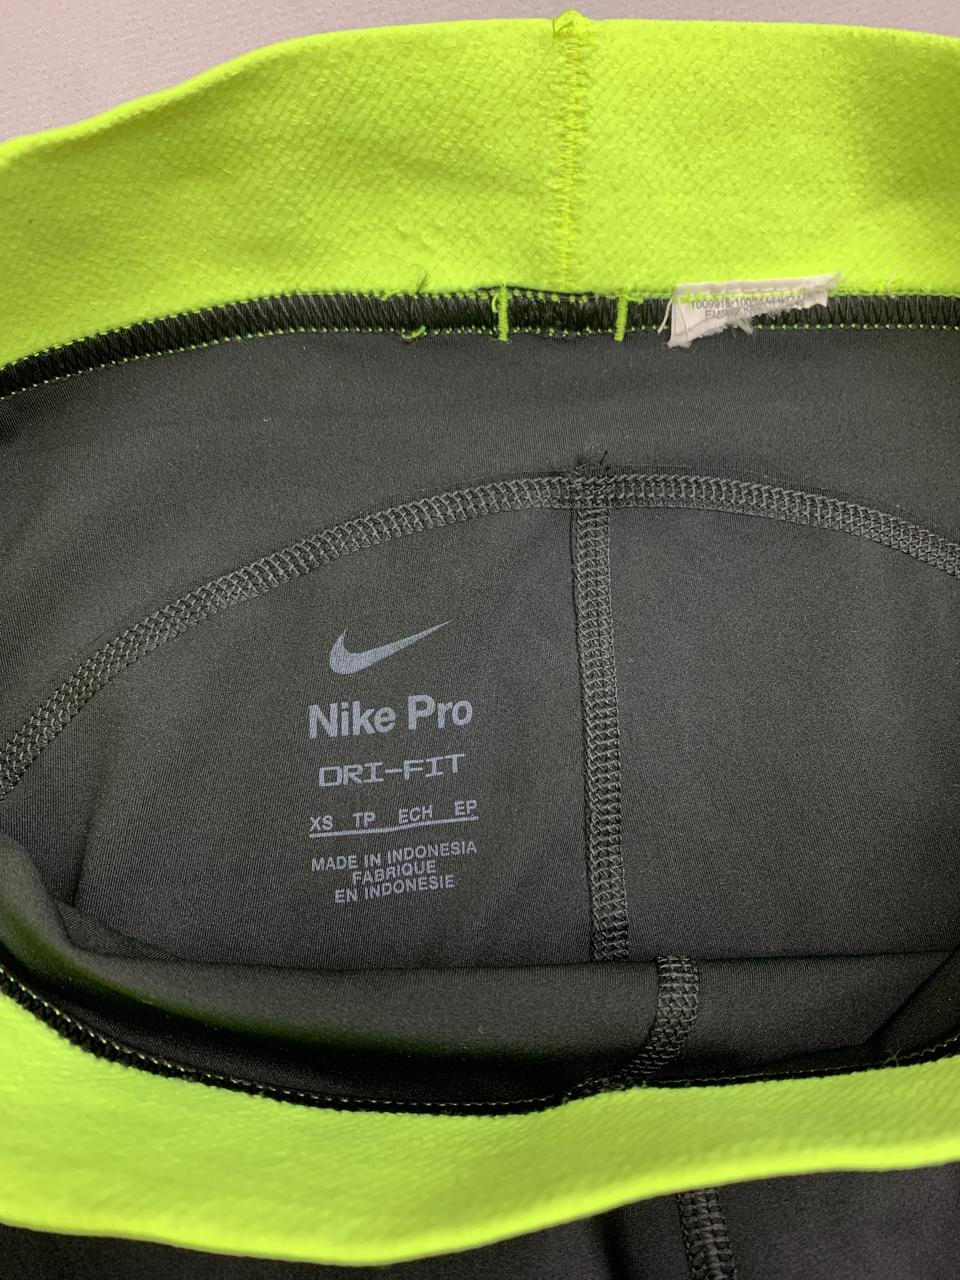 Nike Pro
DRI-FIT
XS TP ECH EP
MADE IN INDONESIA
FABRIQUE
EN INDONESIE